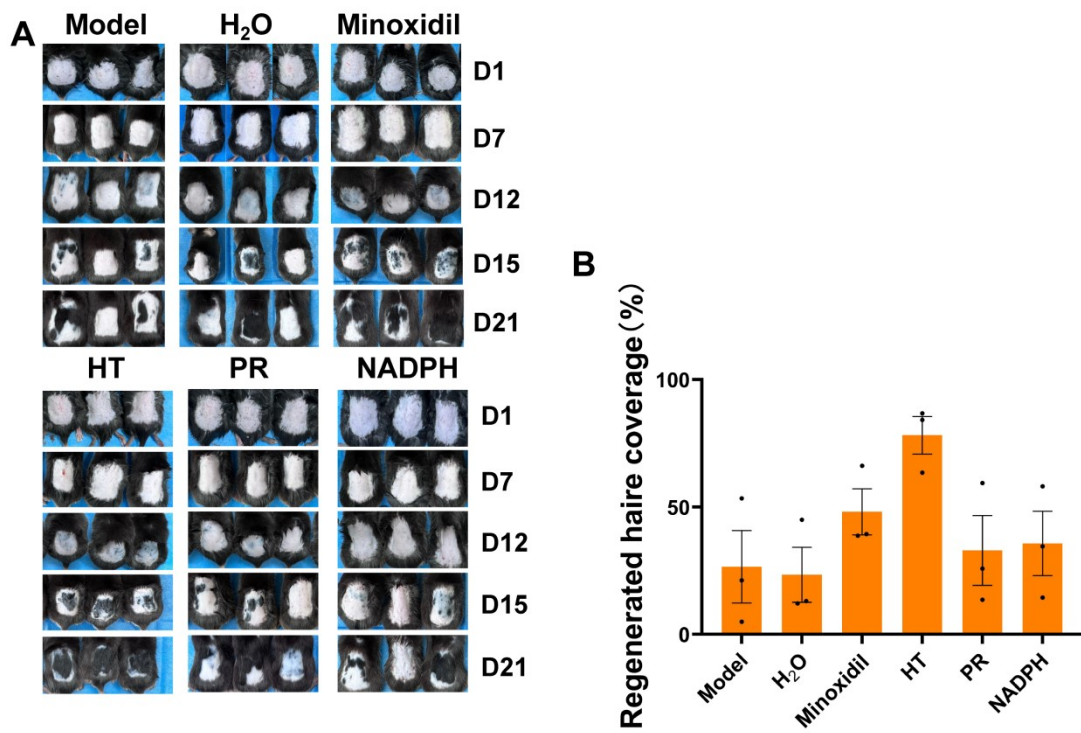 A
Model H₂O Minoxidil
D1
D7
D12
D15
D21
HT PR NADPH
D1
D7
D12
D15
D21
B
Regenerated haire coverage(%)
100
50
0
Model
H₂O
Minoxidil
HT
PR
NADPH